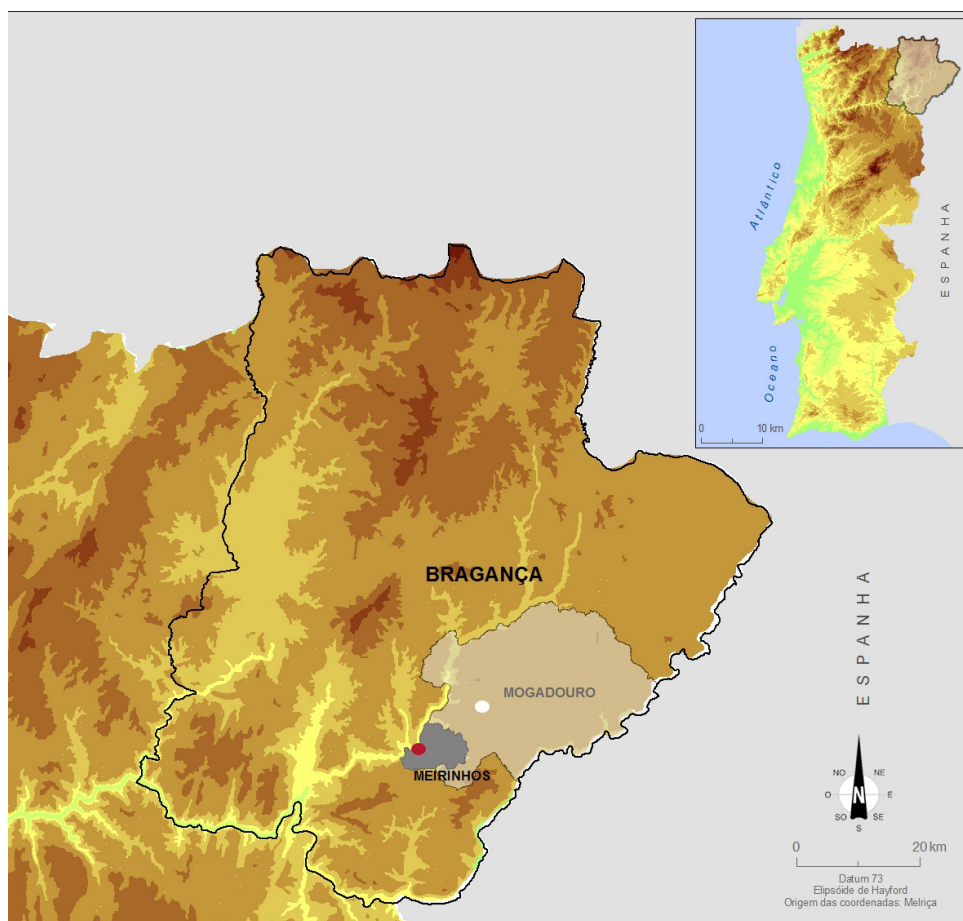 Atlântico
Oceano
ESPANHA
0 10 km
BRAGANÇA
MOGADOURO
MEIRINHOS
ESPANHA
NO NE
O N E
SO SE
S
0 20 km
Datum 73
Elipsóide de Hayford
Origem das coordenadas: Melriça